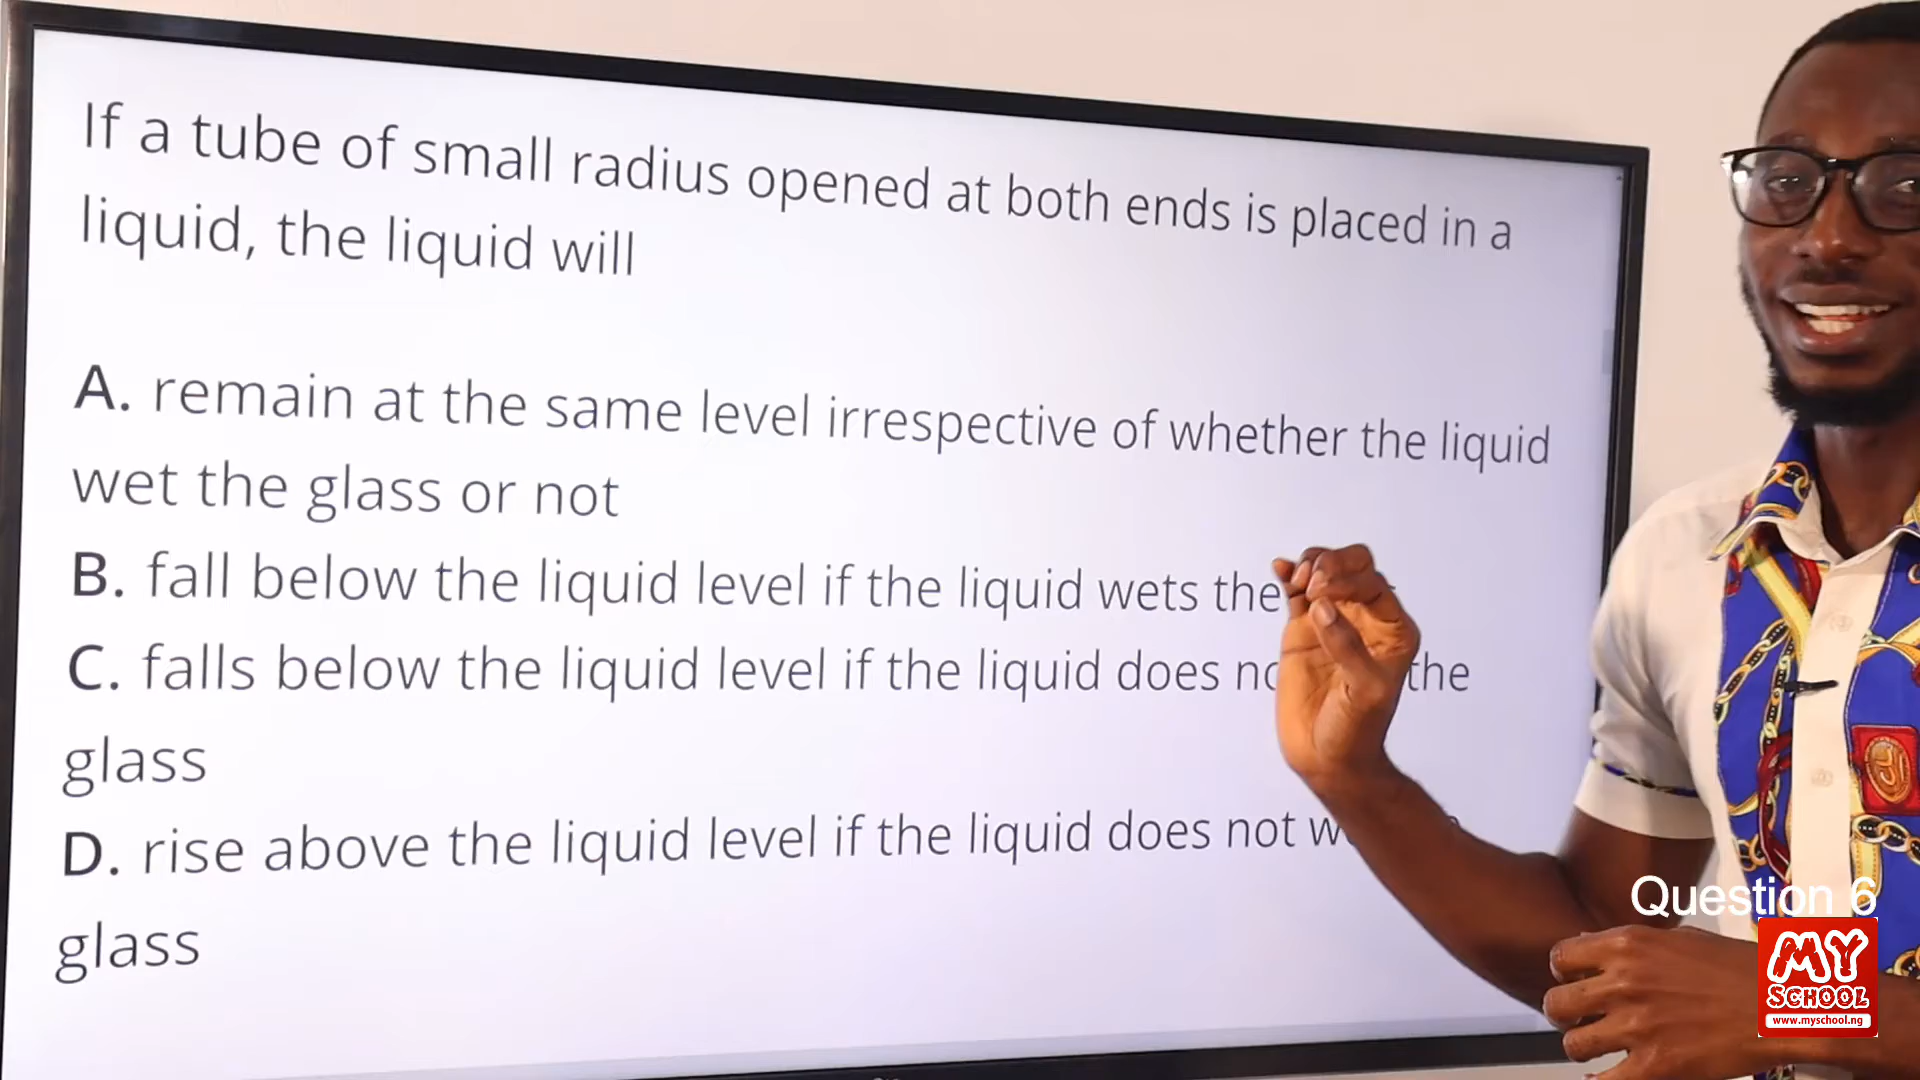 If a tube of small radius opened at both ends is placed in a
liquid, the liquid will
A. remain at the same level irrespective of whether the liquid
wet the glass or not
B. fall below the liquid level if the liquid wets the
C. falls below the liquid level if the liquid does the
glass
D. rise above the liquid level if the liquid does not
glass
Question 6
MY
SCHOOL
www.myschool.ng